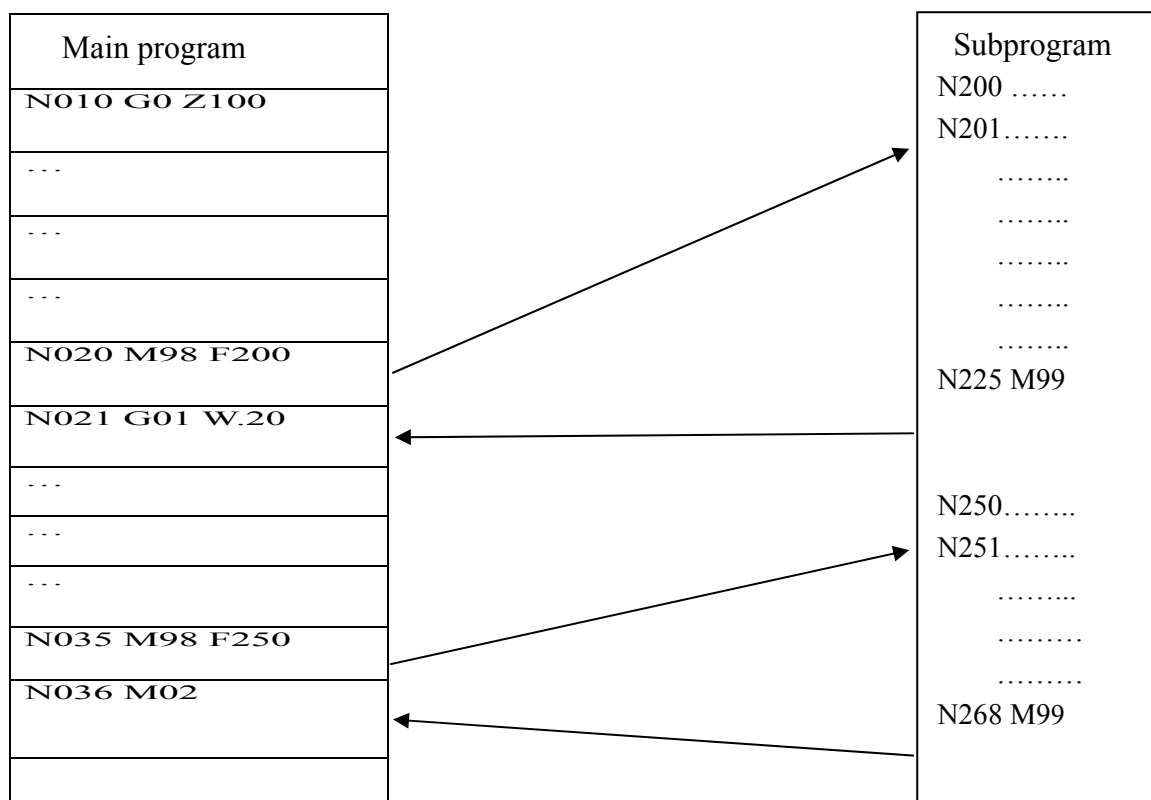 Main program
N010 G0 Z100
- - -
- - -
- - -
N020 M98 F200
N021 G01 W.20
- - -
- - -
- - -
N035 M98 F250
N036 M02
Subprogram
N200 ……
N201…….
……..
……..
……..
……..
……..
N225 M99
N250……..
N251……..
……...
………
………
N268 M99